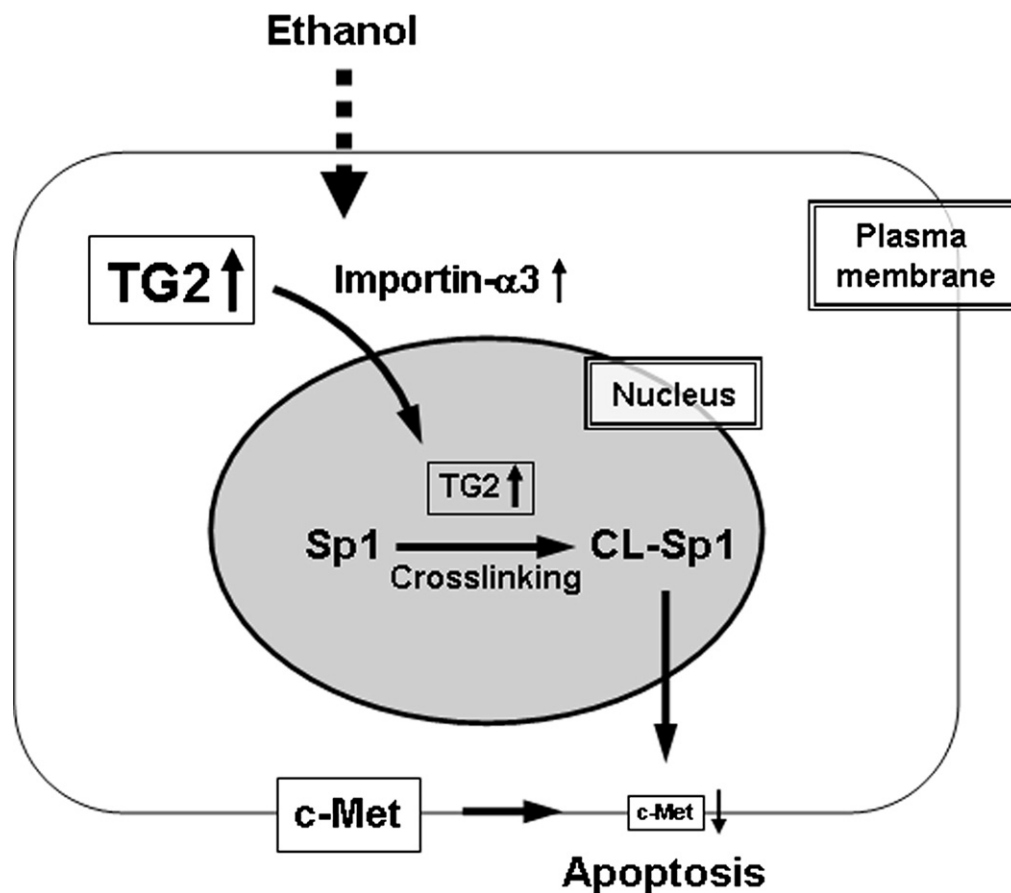 Ethanol
Plasma
membrane
TG2↑
Importin-α3↑
Nucleus
TG2↑
Sp1
CL-Sp1
Crosslinking
c-Met
c-Met↓
Apoptosis